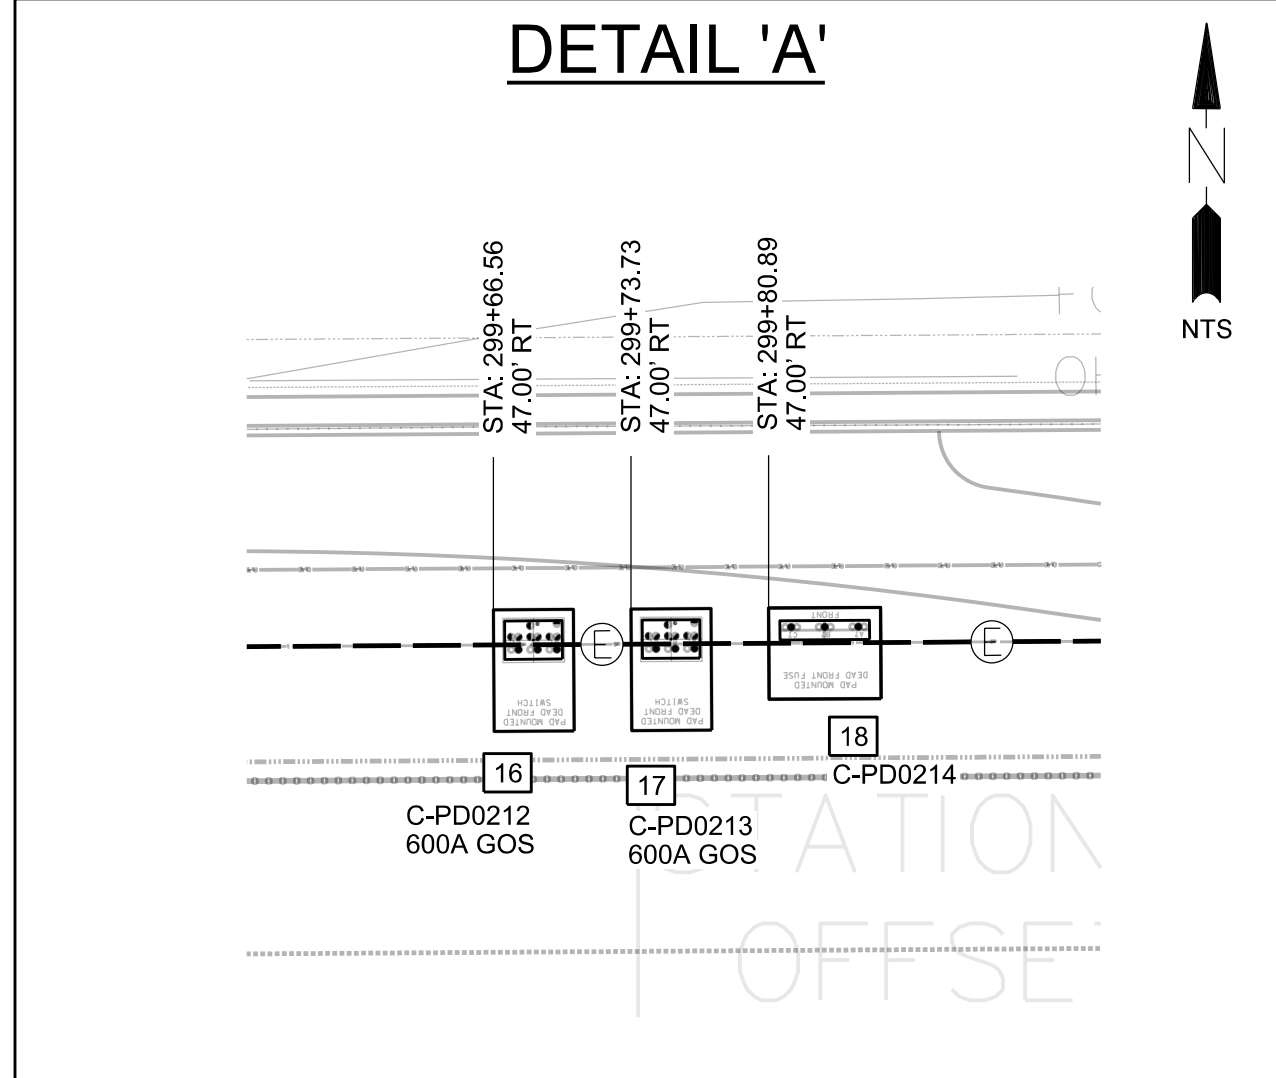 DETAIL 'A'
N
NTS
STA: 299+66.56
47.00' RT
STA: 299+73.73
47.00' RT
STA: 299+80.89
47.00' RT
E
E
FRONT
PAD MOUNTED
DEAD FRONT
SWITCH
PAD MOUNTED
DEAD FRONT
SWITCH
PAD MOUNTED
DEAD FRONT FUSE
16
C-PD0212
600A GOS
17
C-PD0213
600A GOS
18
C-PD0214
STATION
OFFSE